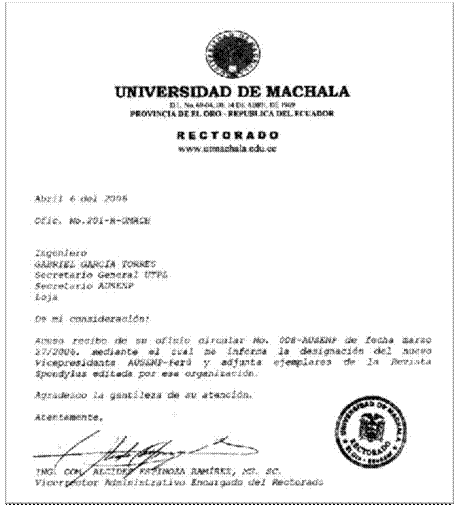 UNIVERSIDAD DE MACHALA
D.L. No. 69-04, DE 14 DE ABRIL DE 1969
PROVINCIA DE EL ORO - REPUBLICA DEL ECUADOR
RECTORADO
www.utmachala.edu.ec
Abril 6 del 2006
Ofic. No.201-R-UMACH
Ingeniero
GABRIEL GARCIA TORRES
Secretario General UTPL
Secretario AUSENP
Loja
De mi consideración:
Acuso recibo de su oficio circular No. 008-AUSENP de fecha marzo
27/2006, mediante el cual me informa la designación del nuevo
Vicepresidente AUSENP-Perú y adjunta ejemplares de la Revista
Spondylus editada por esa organización.
Agradezco la gentileza de su atención.
Atentamente,
UNIVERSIDAD DE MACHALA
RECTORADO
EL ORO - ECUADOR
ING. COM. ALCIDES ESPINOZA RAMÍREZ, MG. SC.
Vicerrector Administrativo Encargado del Rectorado